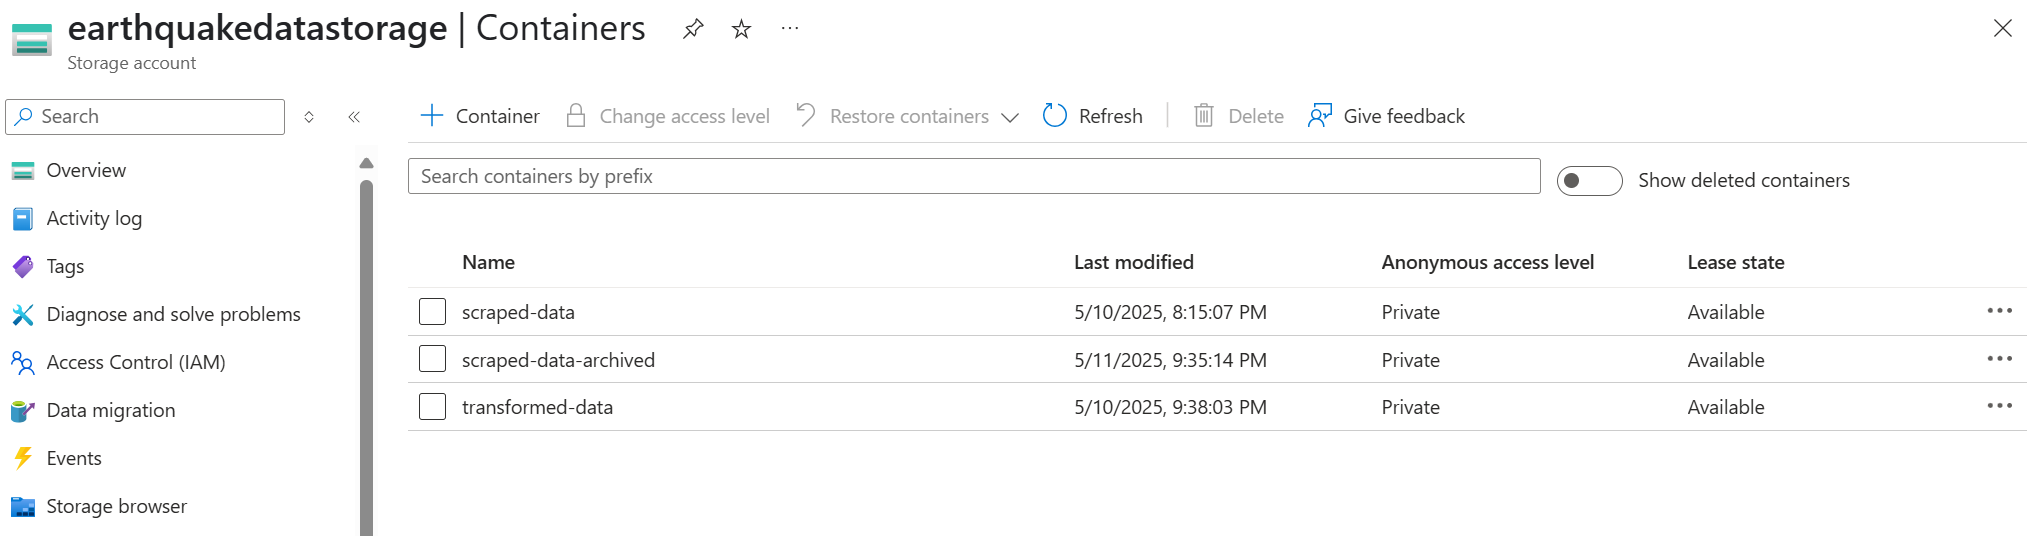 earthquakedatastorage | Containers
Storage account
Search
Container
Change access level
Restore containers
Refresh
Delete
Give feedback
Overview
Activity log
Tags
Diagnose and solve problems
Access Control (IAM)
Data migration
Events
Storage browser
Search containers by prefix
Show deleted containers
Name Last modified Anonymous access level Lease state
scraped-data 5/10/2025, 8:15:07 PM Private Available
scraped-data-archived 5/11/2025, 9:35:14 PM Private Available
transformed-data 5/10/2025, 9:38:03 PM Private Available